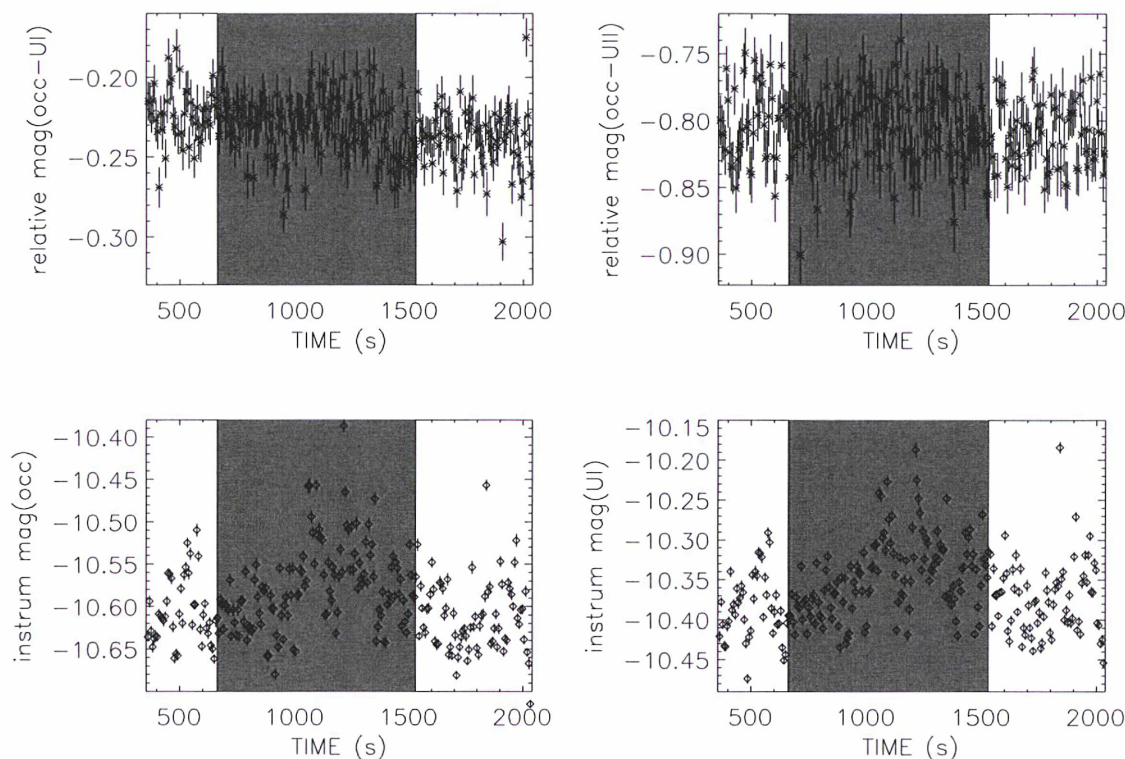 relative mag(occ-UI)
-0.20
-0.25
-0.30
500 1000 1500 2000
TIME (s)
relative mag(occ-UII)
-0.75
-0.80
-0.85
-0.90
500 1000 1500 2000
TIME (s)
instrum mag(occ)
-10.40
-10.45
-10.50
-10.55
-10.60
-10.65
500 1000 1500 2000
TIME (s)
instrum mag(UI)
-10.15
-10.20
-10.25
-10.30
-10.35
-10.40
-10.45
500 1000 1500 2000
TIME (s)